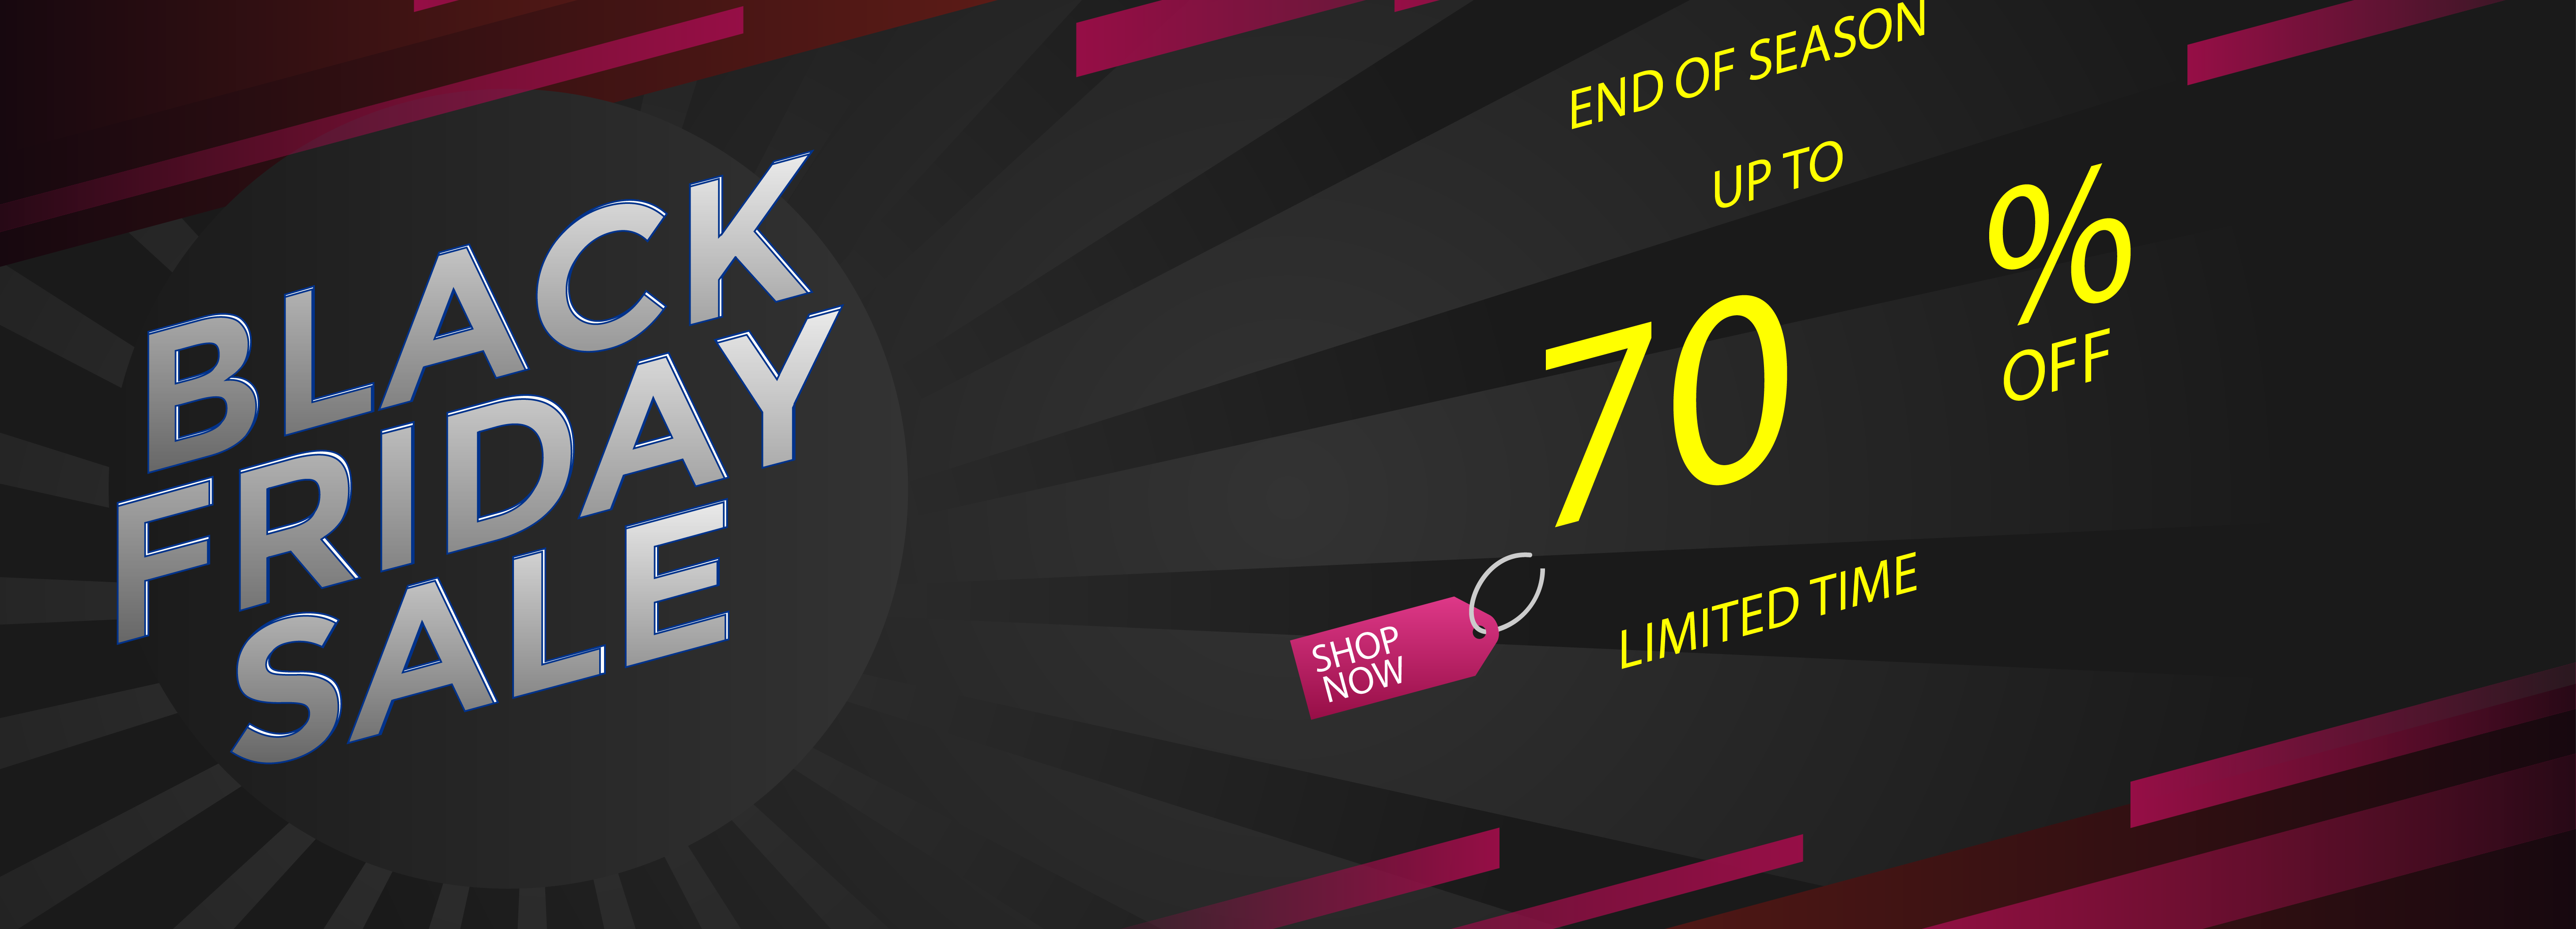 BLACK
FRIDAY
SALE
END OF SEASON
UP TO
70
%
OFF
LIMITED TIME
SHOP
NOW